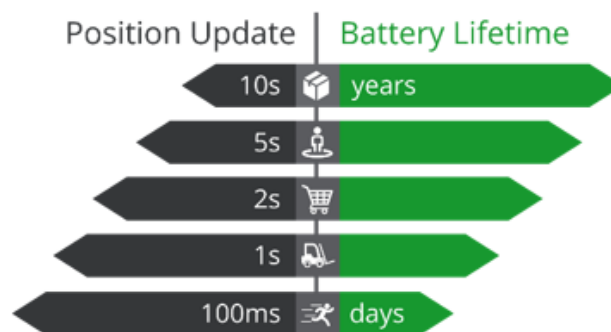 Position Update Battery Lifetime
10s years
5s
2s
1s
100ms days